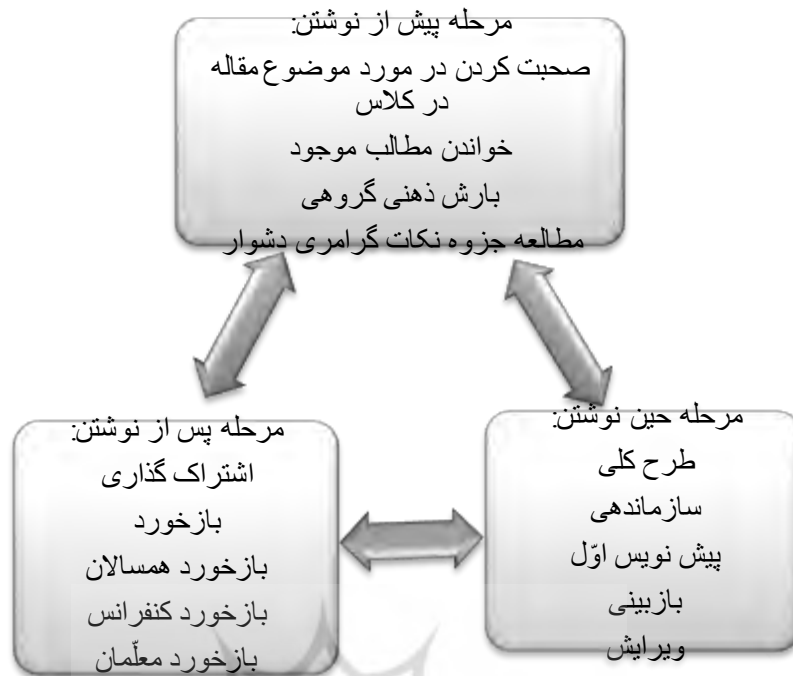 مرحله پیش از نوشتن:
صحبت کردن در مورد موضوع مقاله
در کلاس
خواندن مطالب موجود
بارش ذهنی گروهی
مطالعه جزوه نکات گرامری دشوار
مرحله حین نوشتن:
طرح کلی
سازماندهی
پیش نویس اوّل
بازبینی
ویرایش
مرحله پس از نوشتن:
اشتراک گذاری
بازخورد
بازخورد همسالان
بازخورد کنفرانس
بازخورد معلّمان